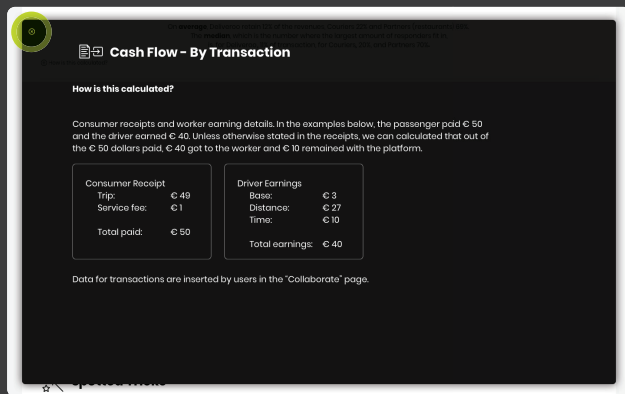 Cash Flow - By Transaction
How is this calculated?
Consumer receipts and worker earning details. In the examples below, the passenger paid € 50
and the driver earned € 40. Unless otherwise stated in the receipts, we can calculated that out of
the € 50 dollars paid, € 40 got to the worker and € 10 remained with the platform.
Consumer Receipt
Trip: € 49
Service fee: € 1
Total paid: € 50
Driver Earnings
Base: € 3
Distance: € 27
Time: € 10
Total earnings: € 40
Data for transactions are inserted by users in the "Collaborate" page.